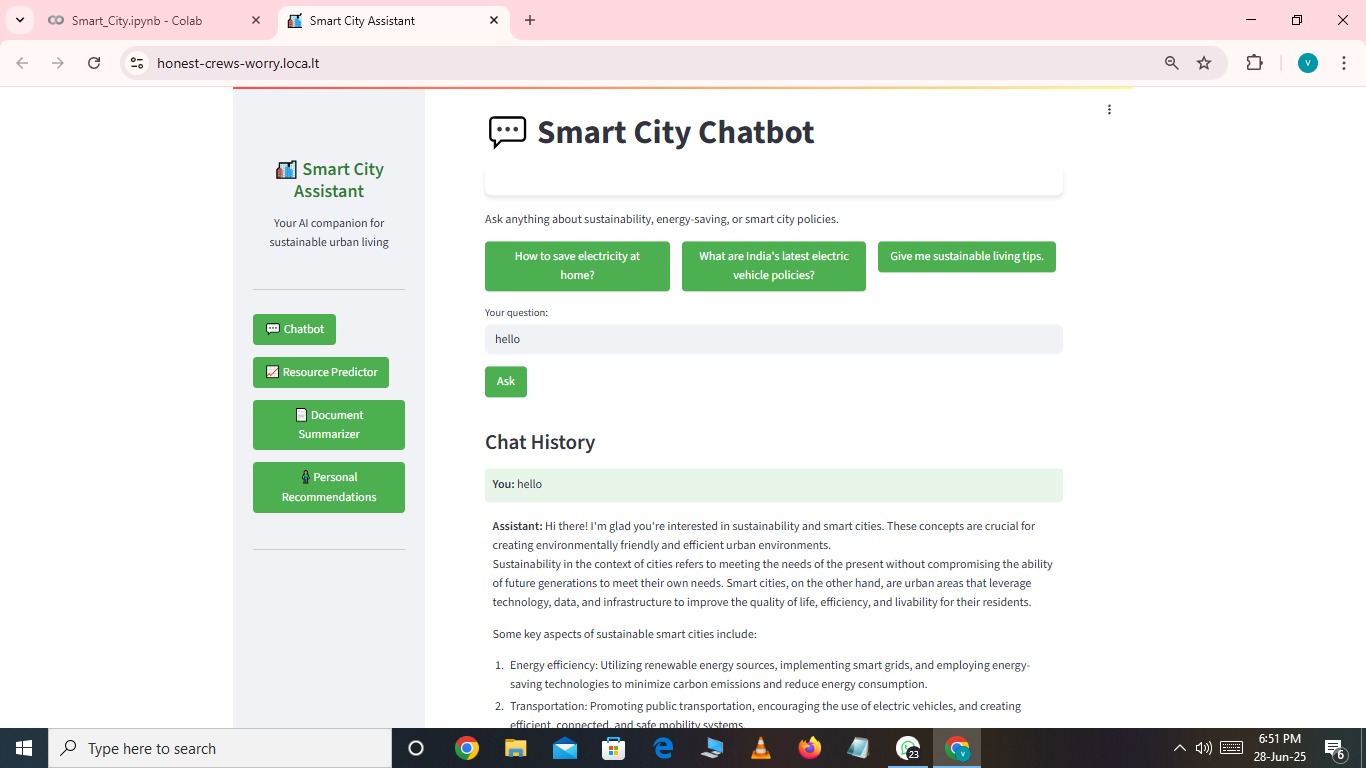 Smart_City.ipynb - Colab
Smart City Assistant
honest-crews-worry.loca.lt
V
Smart City
Assistant
Your AI companion for
sustainable urban living
Chatbot
Resource Predictor
Document
Summarizer
Personal
Recommendations
Smart City Chatbot
Ask anything about sustainability, energy-saving, or smart city policies.
How to save electricity at
home?
What are India's latest electric
vehicle policies?
Give me sustainable living tips.
Your question:
hello
Ask
Chat History
You: hello
Assistant: Hi there! I'm glad you're interested in sustainability and smart cities. These concepts are crucial for
creating environmentally friendly and efficient urban environments.
Sustainability in the context of cities refers to meeting the needs of the present without compromising the ability
of future generations to meet their own needs. Smart cities, on the other hand, are urban areas that leverage
technology, data, and infrastructure to improve the quality of life, efficiency, and livability for their residents.
Some key aspects of sustainable smart cities include:
1. Energy efficiency: Utilizing renewable energy sources, implementing smart grids, and employing energy-
saving technologies to minimize carbon emissions and reduce energy consumption.
2. Transportation: Promoting public transportation, encouraging the use of electric vehicles, and creating
efficient, connected, and safe mobility systems.
Type here to search
23
V
6:51 PM
28-Jun-25
6